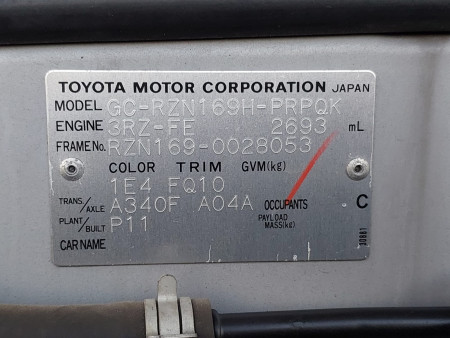 TOYOTA MOTOR CORPORATION JAPAN
MODEL GC-RZN169H-PRPQK
ENGINE 3RZ-FE 2693 mL
FRAME No. RZN169-0028053
COLOR TRIM GVM(kg)
1E4 FQ10
TRANS./AXLE A340F A04A OCCUPANTS C
PLANT/BUILT P11 PAYLOAD MASS(kg)
CAR NAME
30881